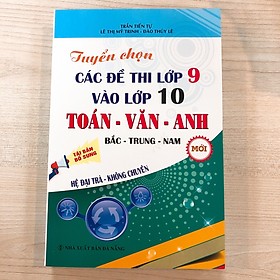 TRẦN TIẾN TỰ
LÊ THỊ MỸ TRINH - ĐÀO THÚY LÊ
Tuyển chọn
CÁC ĐỀ THI LỚP 9
VÀO LỚP 10
TOÁN - VĂN - ANH
BẮC - TRUNG - NAM
MỚI
TÁI BẢN
BỔ SUNG
HỆ ĐẠI TRÀ - KHÔNG CHUYÊN
NHÀ XUẤT BẢN ĐÀ NẴNG